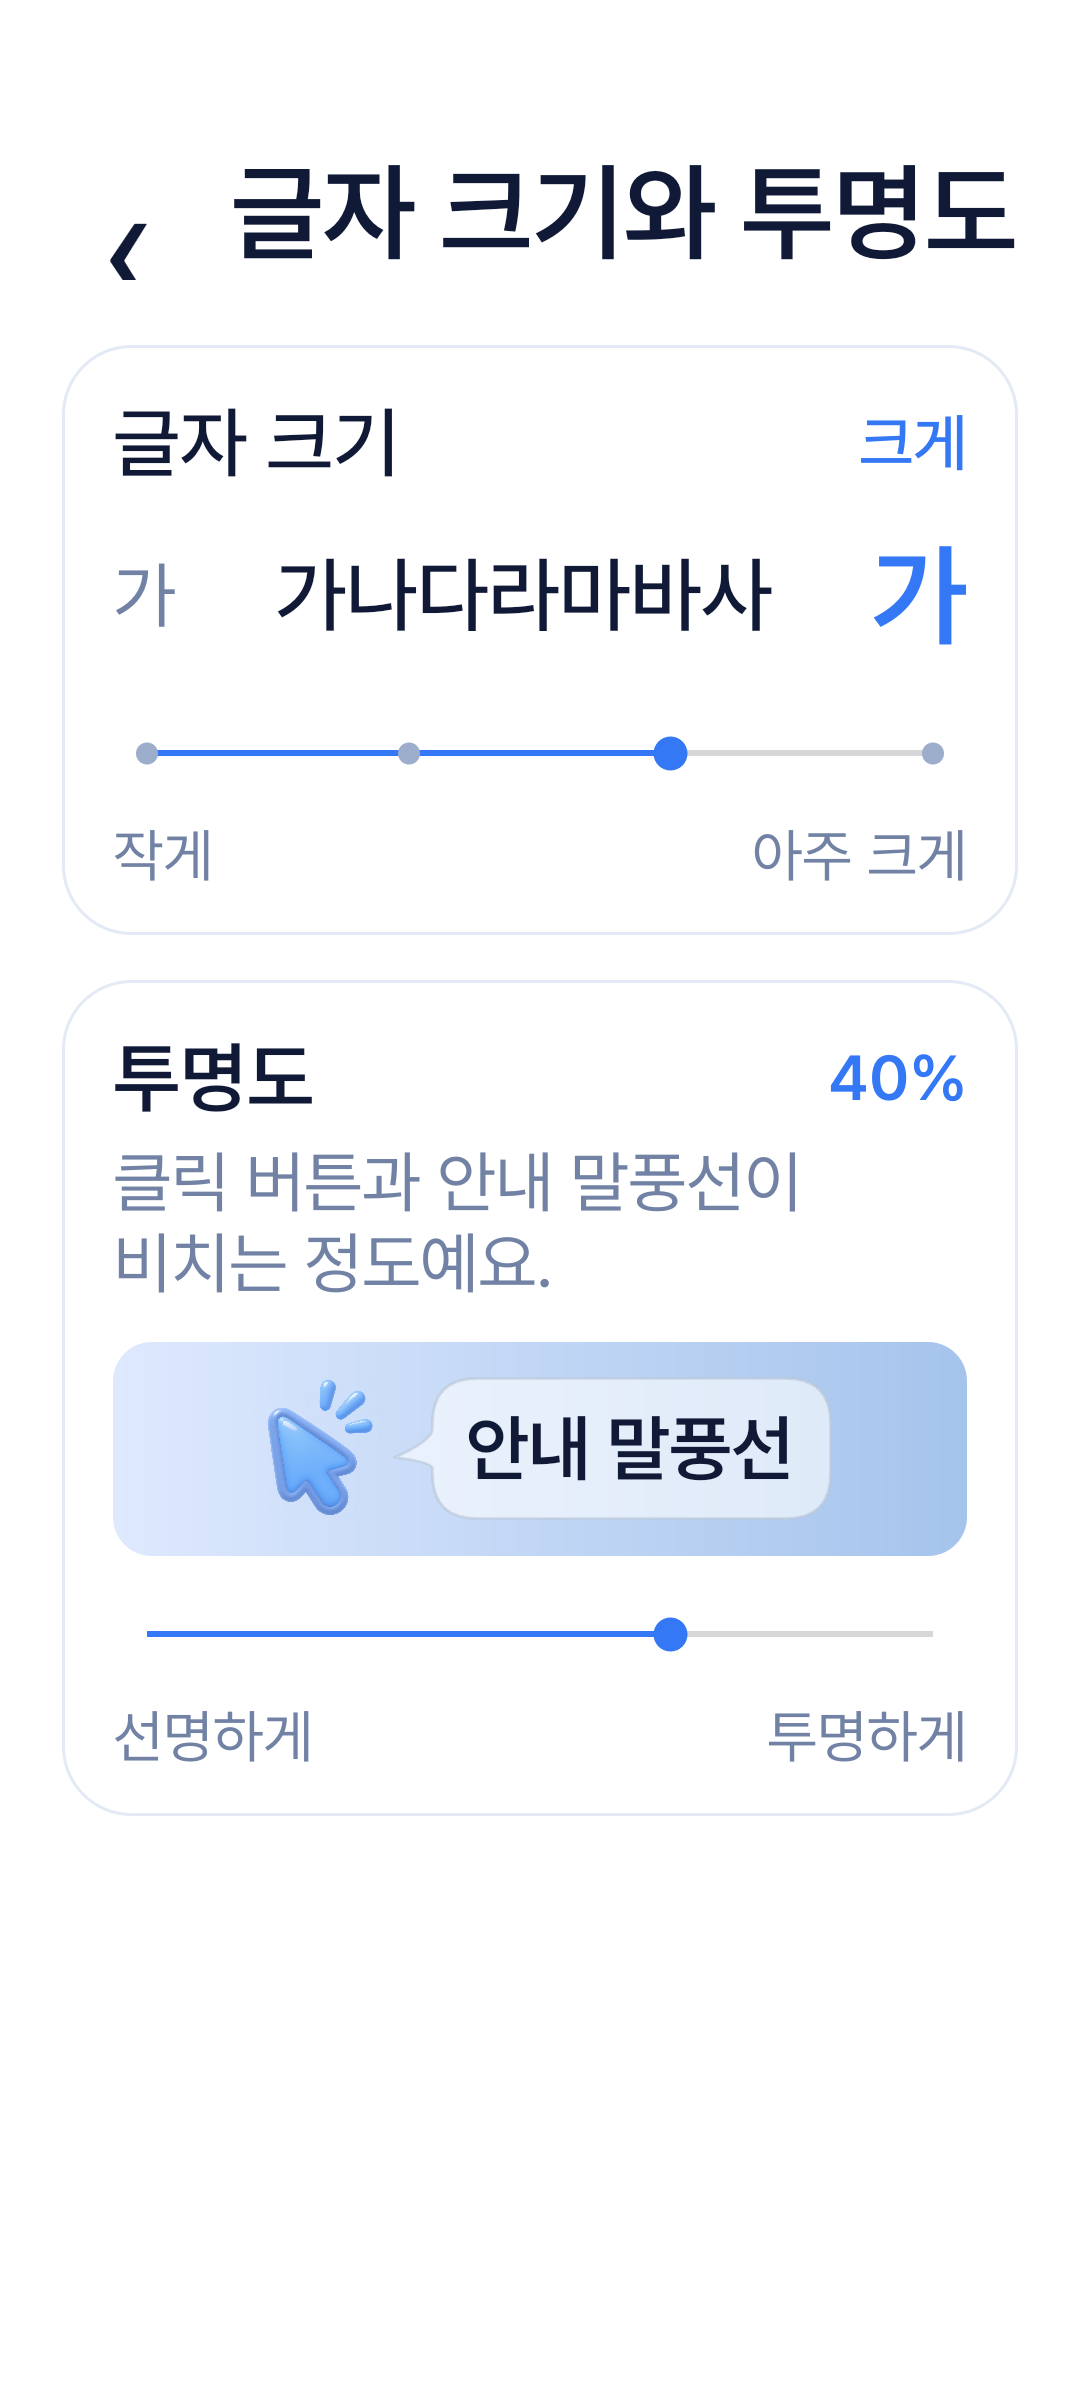 글자 크기와 투명도
글자 크기
크게
가 가나다라마바사 가
작게
아주 크게
투명도
40%
클릭 버튼과 안내 말풍선이
비치는 정도예요.
안내 말풍선
선명하게
투명하게